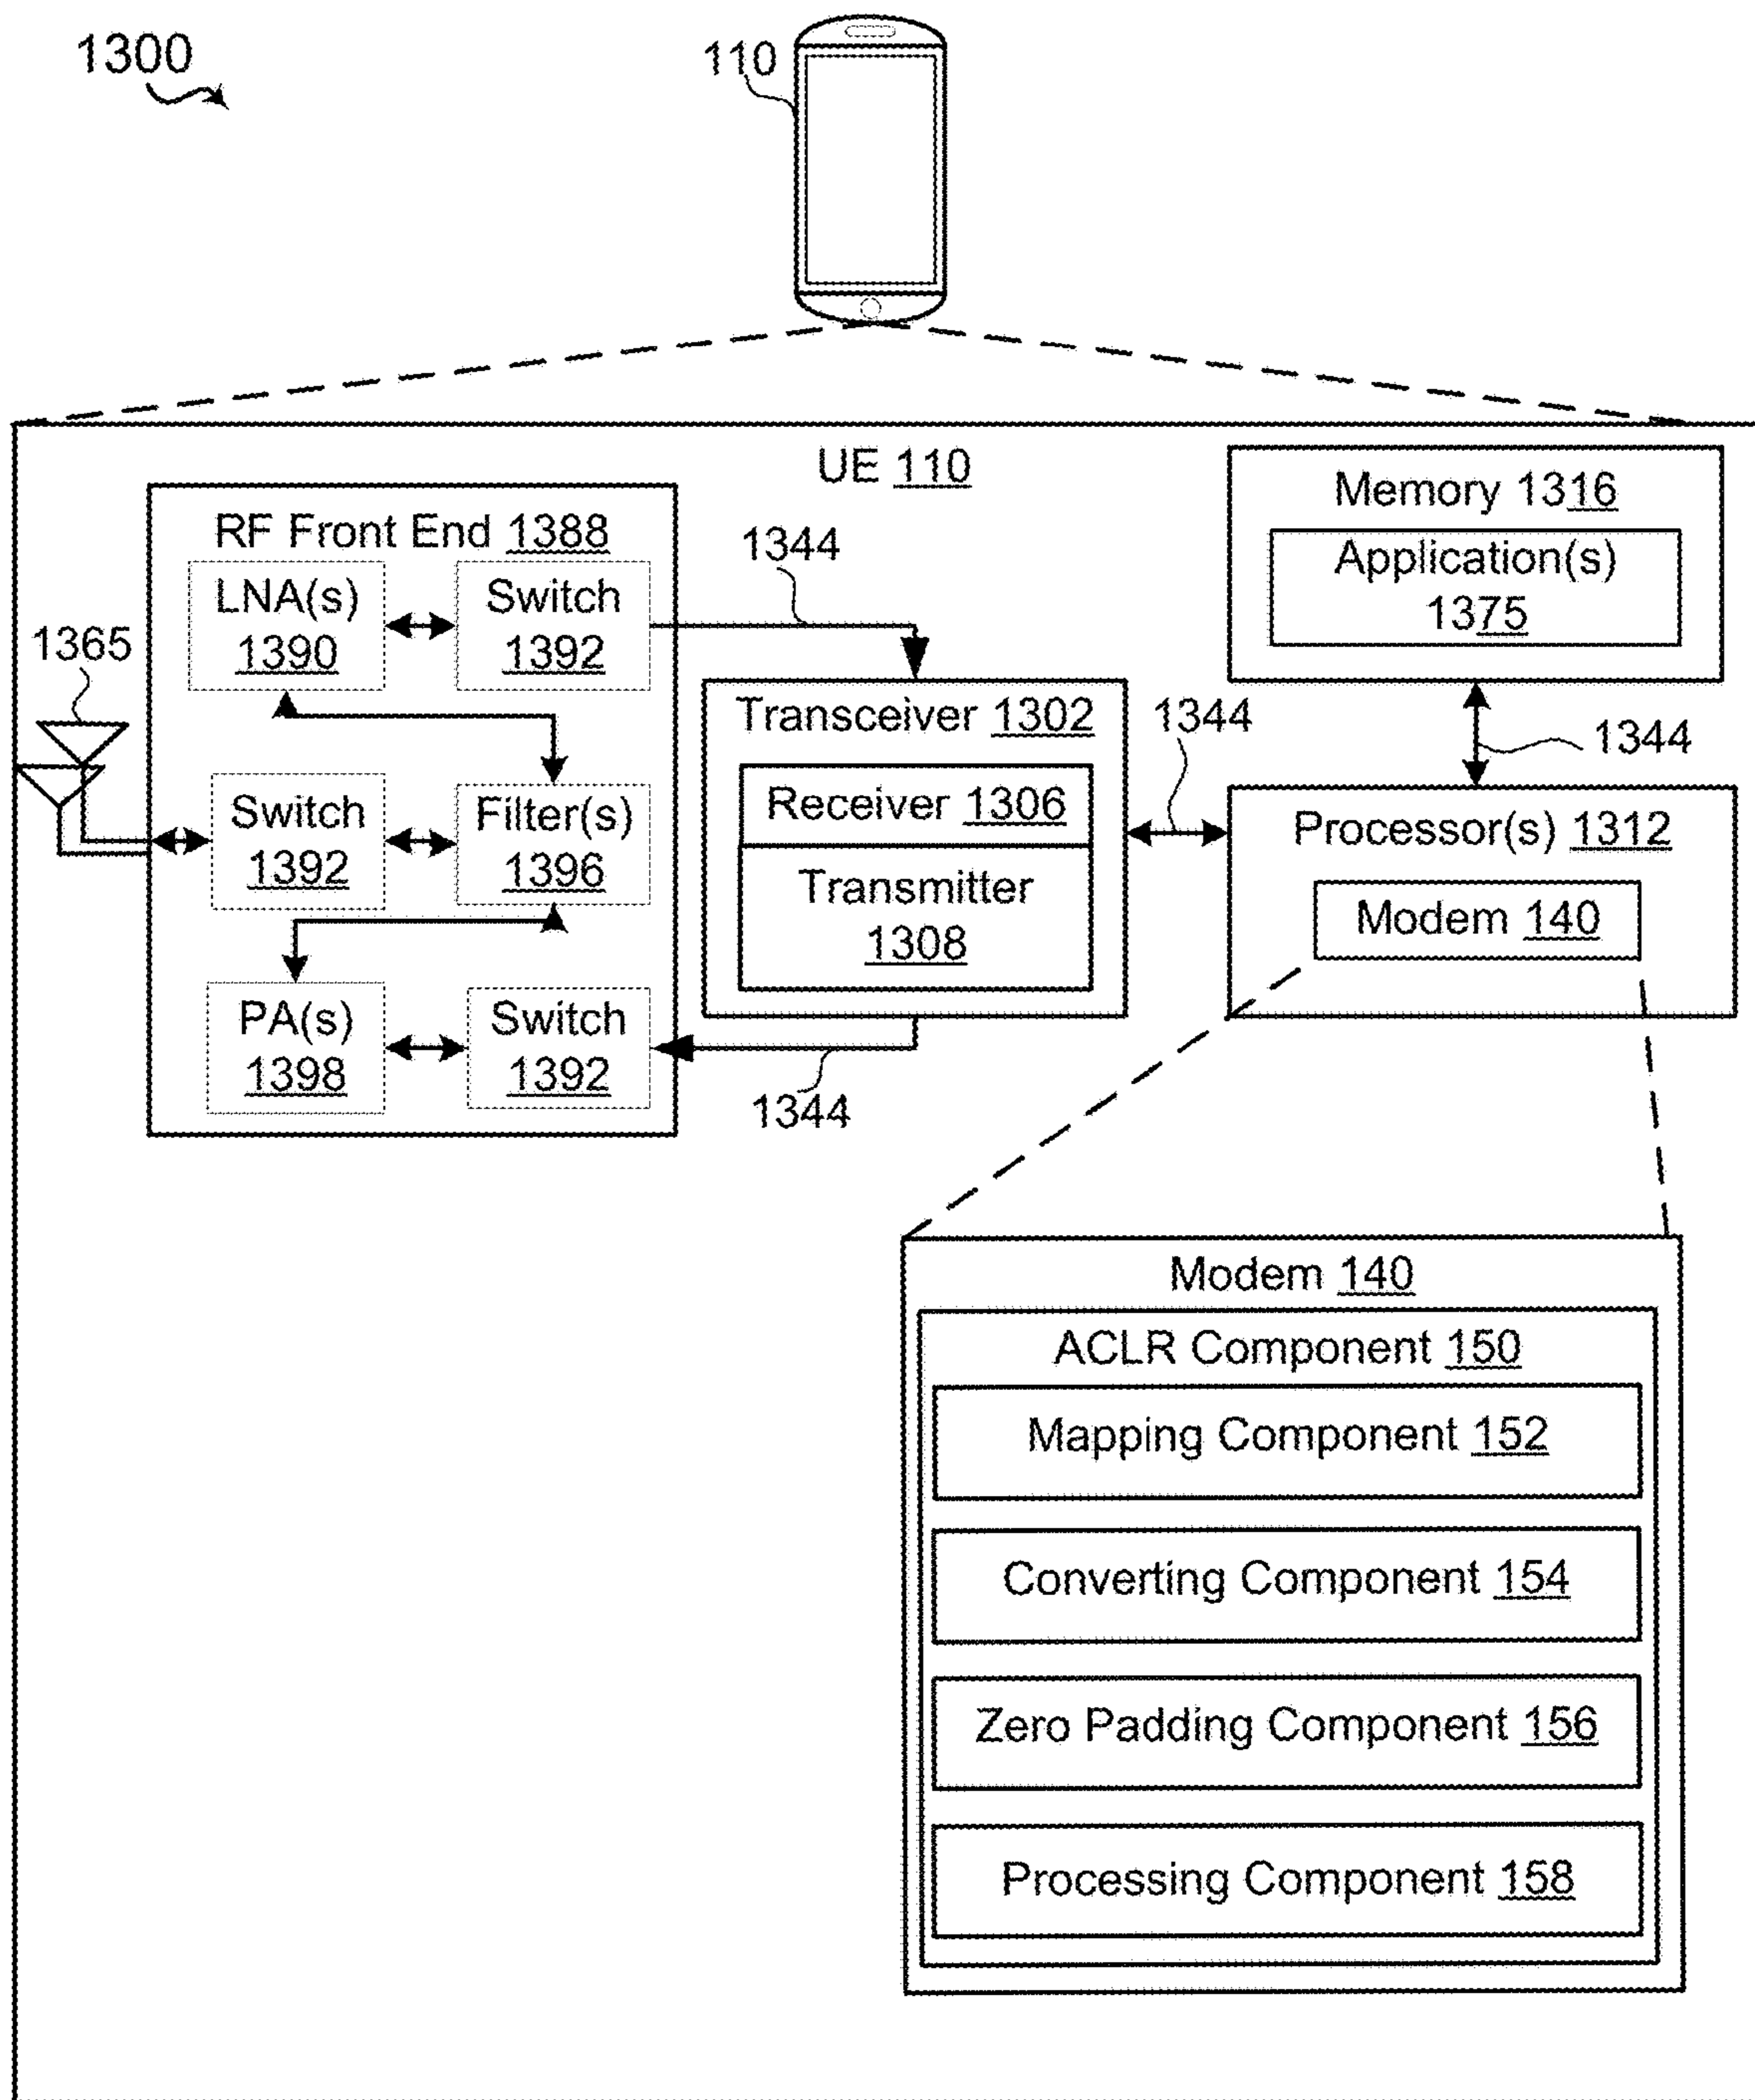 1300
110
UE 110
RF Front End 1388
LNA(s)
1390
Switch
1392
1344
Memory 1316
Application(s)
1375
1365
Switch
1392
Filter(s)
1396
Transceiver 1302
Receiver 1306
Transmitter
1308
1344
1344
Processor(s) 1312
Modem 140
PA(s)
1398
Switch
1392
1344
Modem 140
ACLR Component 150
Mapping Component 152
Converting Component 154
Zero Padding Component 156
Processing Component 158